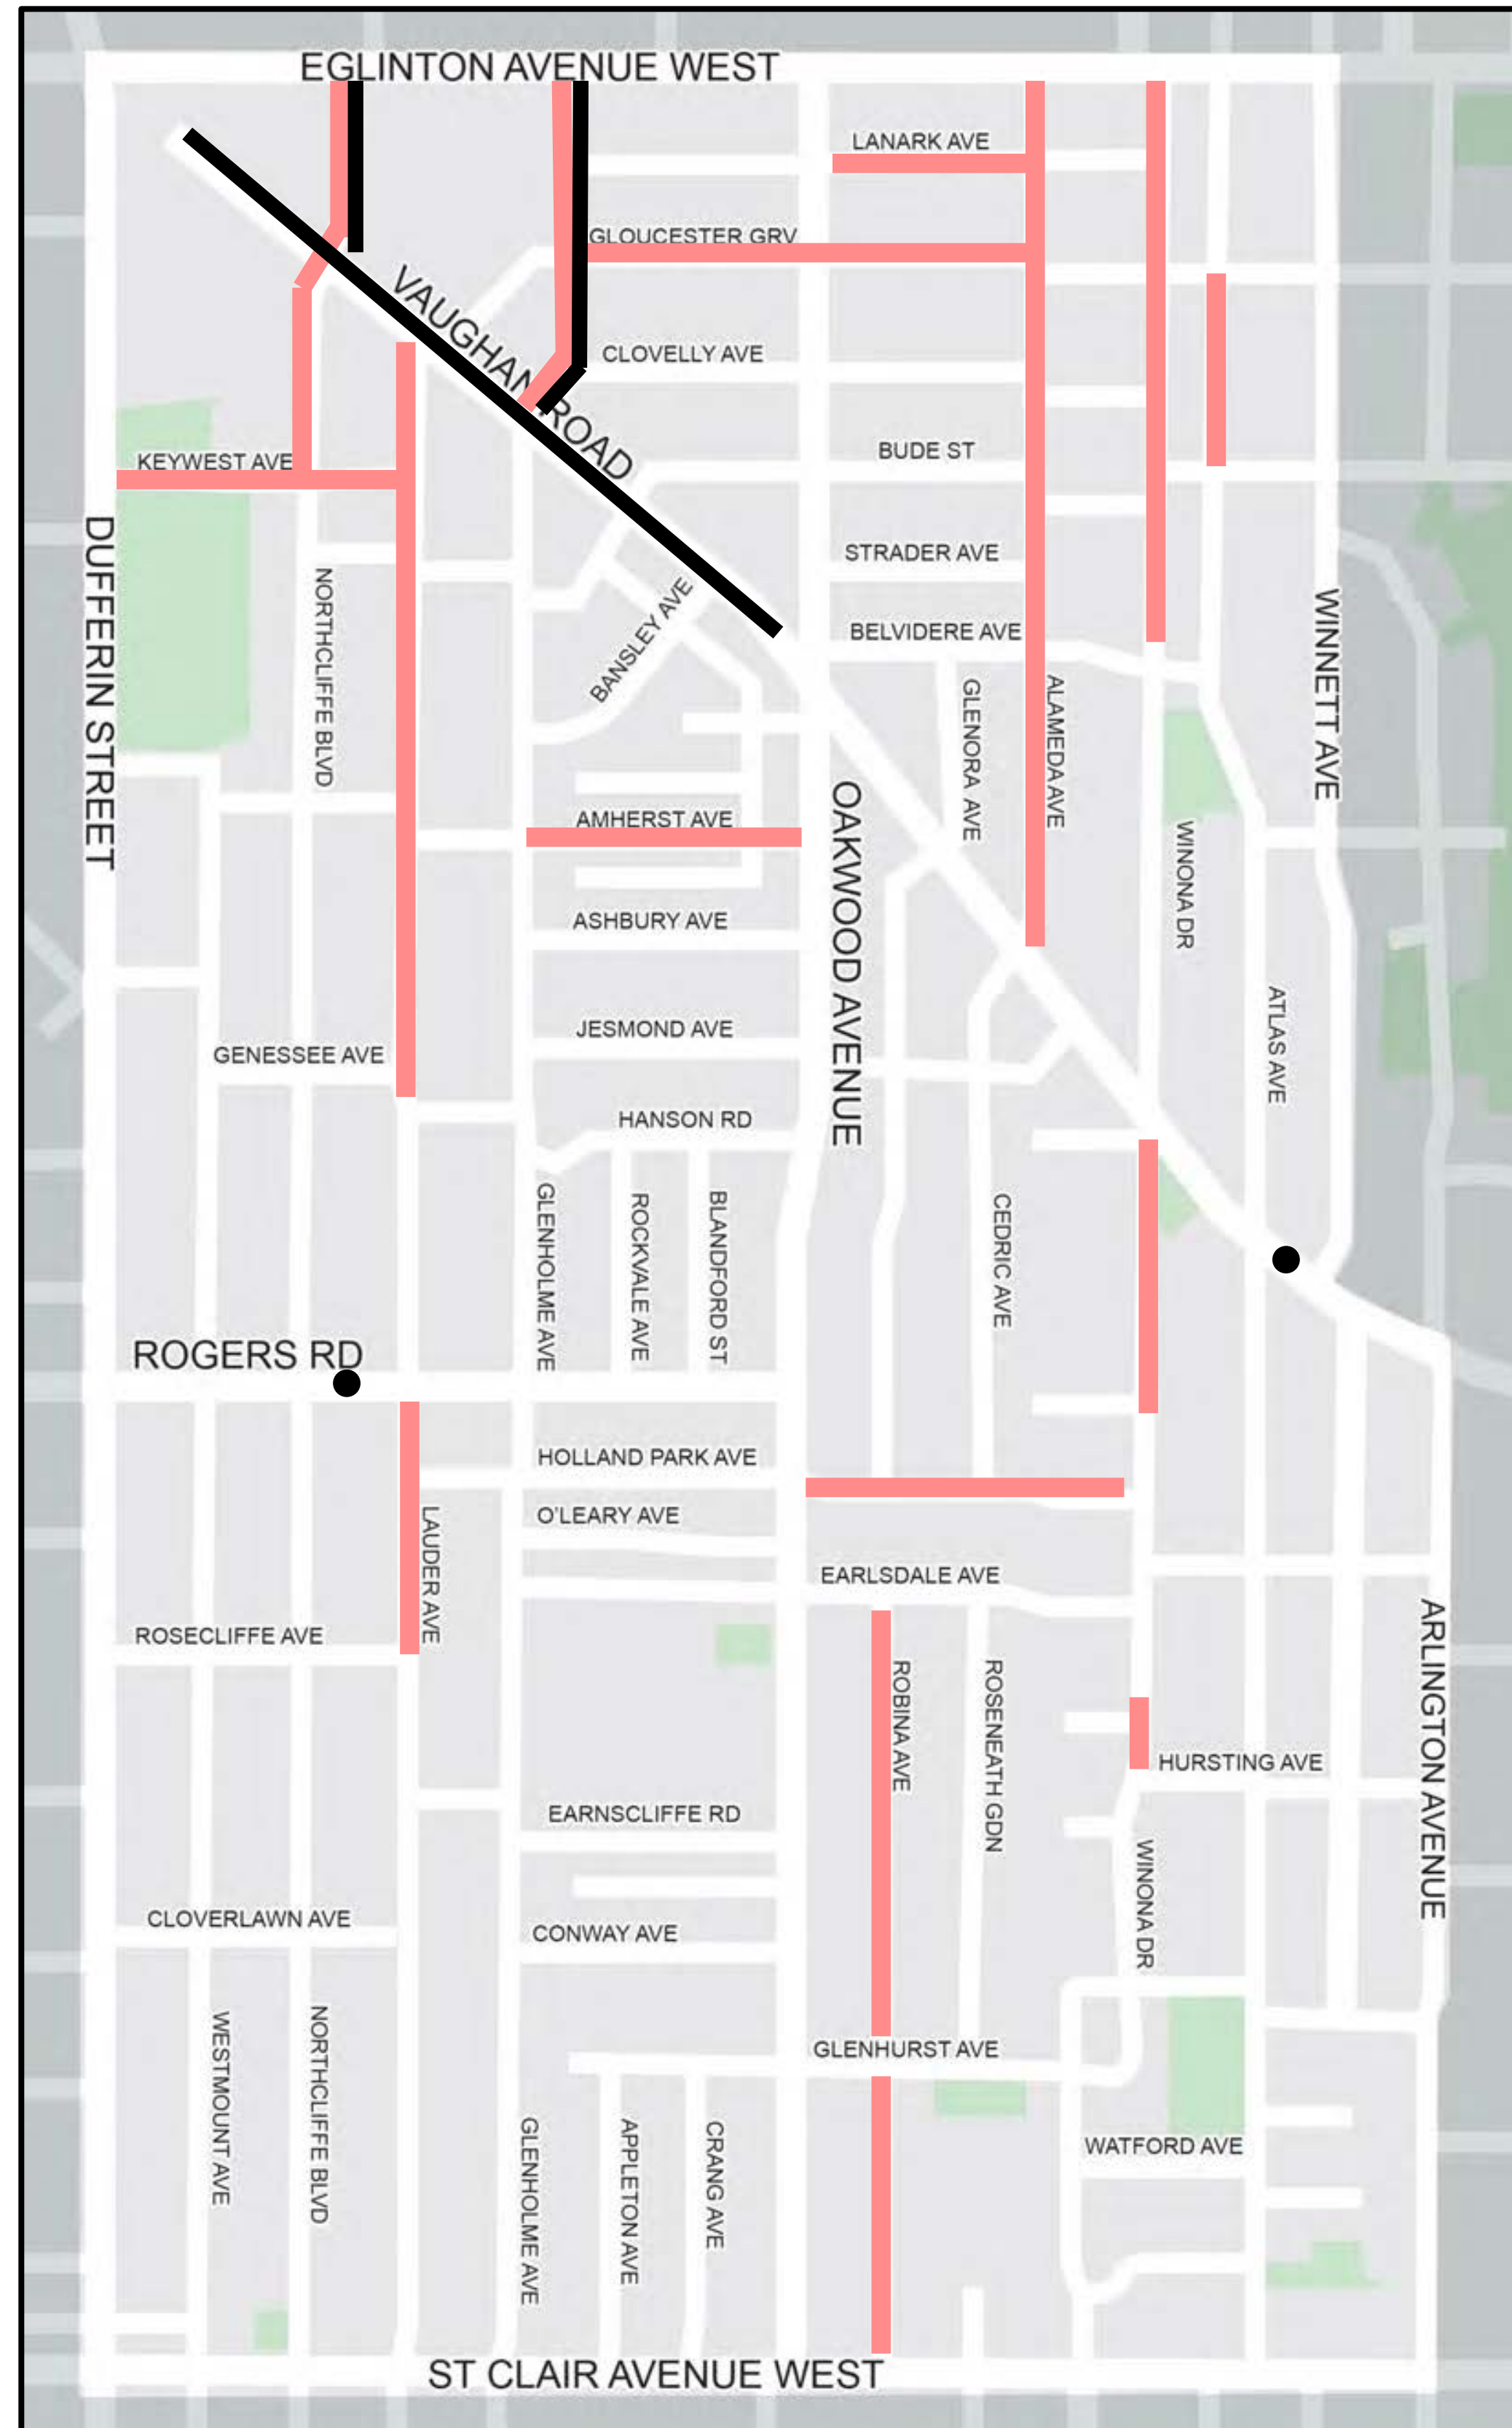 EGLINTON AVENUE WEST
LANARK AVE
GLOUCESTER GRV
VAUGHAN ROAD
CLOVELLY AVE
KEYWEST AVE
BUDE ST
DUFFERIN STREET
STRADER AVE
NORTHCLIFFE BLVD
BANSLEY AVE
BELVIDERE AVE
WINNETT AVE
GLENORA AVE
ALAMEDA AVE
AMHERST AVE
OAKWOOD AVENUE
WINONA DR
ASHBURY AVE
JESMOND AVE
ATLAS AVE
GENESSEE AVE
HANSON RD
GLENHOLME AVE
ROCKVALE AVE
BLANDFORD ST
CEDRIC AVE
ROGERS RD
HOLLAND PARK AVE
O'LEARY AVE
LAUDER AVE
EARLSDALE AVE
ROSECLIFFE AVE
ARLINGTON AVENUE
ROBINA AVE
ROSENEATH GDN
HURSTING AVE
EARNSCLIFFE RD
WINONA DR
CLOVERLAWN AVE
CONWAY AVE
WESTMOUNT AVE
NORTHCLIFFE BLVD
GLENHURST AVE
GLENHOLME AVE
APPLETON AVE
CRANG AVE
WATFORD AVE
ST CLAIR AVENUE WEST